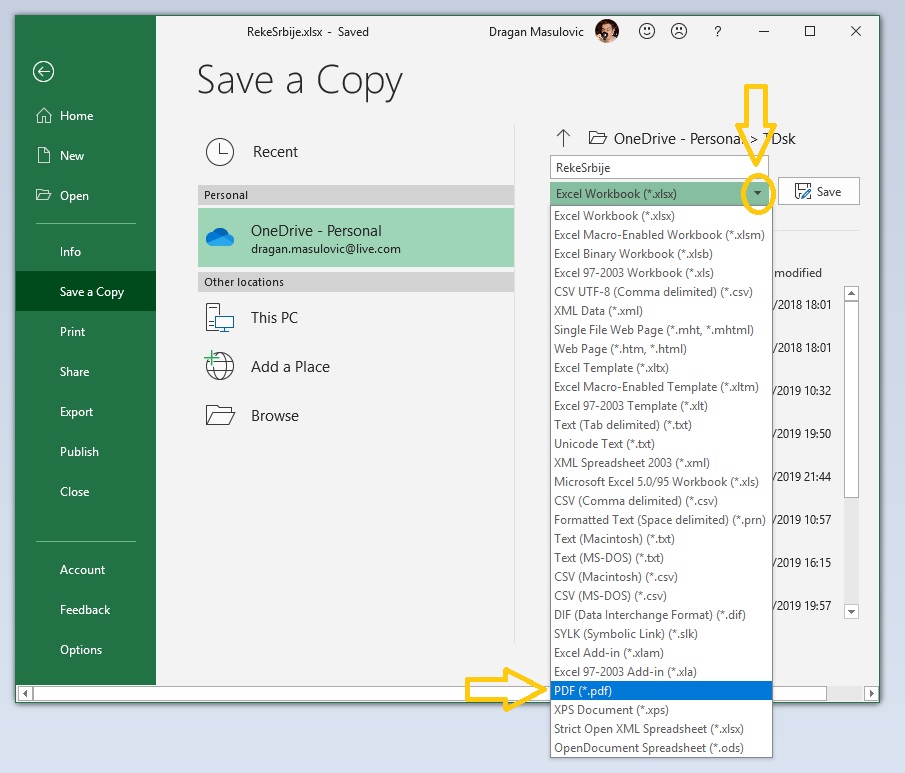 RekeSrbije.xlsx - Saved
Dragan Masulovic
?
Home
New
Open
Info
Save a Copy
Print
Share
Export
Publish
Close
Account
Feedback
Options
Save a Copy
Recent
Personal
OneDrive - Personal
dragan.masulovic@live.com
Other locations
This PC
Add a Place
Browse
OneDrive - Personal > TDsk
RekeSrbije
Excel Workbook (*.xlsx)
Save
Excel Workbook (*.xlsx)
Excel Macro-Enabled Workbook (*.xlsm)
Excel Binary Workbook (*.xlsb)
Excel 97-2003 Workbook (*.xls)
CSV UTF-8 (Comma delimited) (*.csv)
XML Data (*.xml)
Single File Web Page (*.mht, *.mhtml)
Web Page (*.htm, *.html)
Excel Template (*.xltx)
Excel Macro-Enabled Template (*.xltm)
Excel 97-2003 Template (*.xlt)
Text (Tab delimited) (*.txt)
Unicode Text (*.txt)
XML Spreadsheet 2003 (*.xml)
Microsoft Excel 5.0/95 Workbook (*.xls)
CSV (Comma delimited) (*.csv)
Formatted Text (Space delimited) (*.prn)
Text (Macintosh) (*.txt)
Text (MS-DOS) (*.txt)
CSV (Macintosh) (*.csv)
CSV (MS-DOS) (*.csv)
DIF (Data Interchange Format) (*.dif)
SYLK (Symbolic Link) (*.slk)
Excel Add-in (*.xlam)
Excel 97-2003 Add-in (*.xla)
PDF (*.pdf)
XPS Document (*.xps)
Strict Open XML Spreadsheet (*.xlsx)
OpenDocument Spreadsheet (*.ods)
modified
/2018 18:01
/2018 18:01
/2019 10:32
/2019 19:50
/2019 21:44
/2019 10:57
/2019 16:15
/2019 19:57